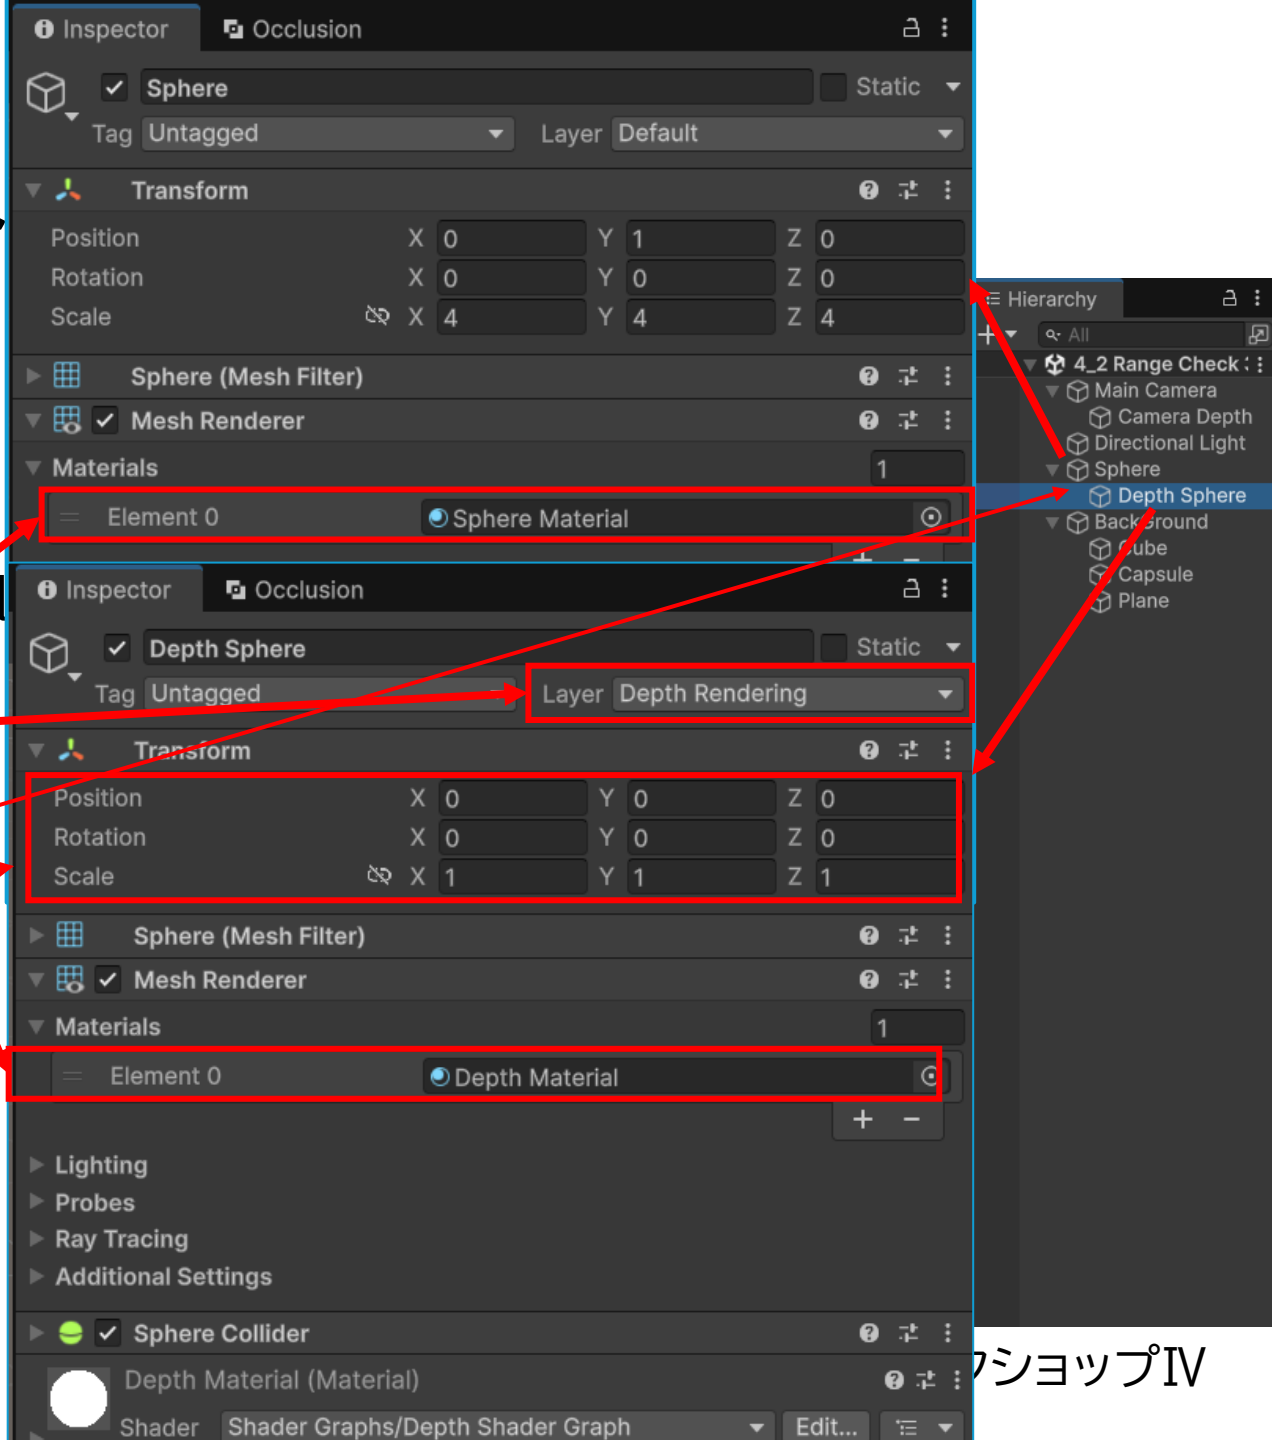 Inspector
Occlusion
Sphere
Static
Tag Untagged
Layer Default
Transform
Position X 0 Y 1 Z 0
Rotation X 0 Y 0 Z 0
Scale X 4 Y 4 Z 4
Sphere (Mesh Filter)
Mesh Renderer
Materials 1
Element 0 Sphere Material
+ −
Inspector
Occlusion
Depth Sphere
Static
Tag Untagged
Layer Depth Rendering
Transform
Position X 0 Y 0 Z 0
Rotation X 0 Y 0 Z 0
Scale X 1 Y 1 Z 1
Sphere (Mesh Filter)
Mesh Renderer
Materials 1
Element 0 Depth Material
+ −
Lighting
Probes
Ray Tracing
Additional Settings
Sphere Collider
Depth Material (Material)
Shader Shader Graphs/Depth Shader Graph Edit...
Hierarchy
All
4_2 Range Check
Main Camera
Camera Depth
Directional Light
Sphere
Depth Sphere
BackGround
Cube
Capsule
Plane
ショップⅣ